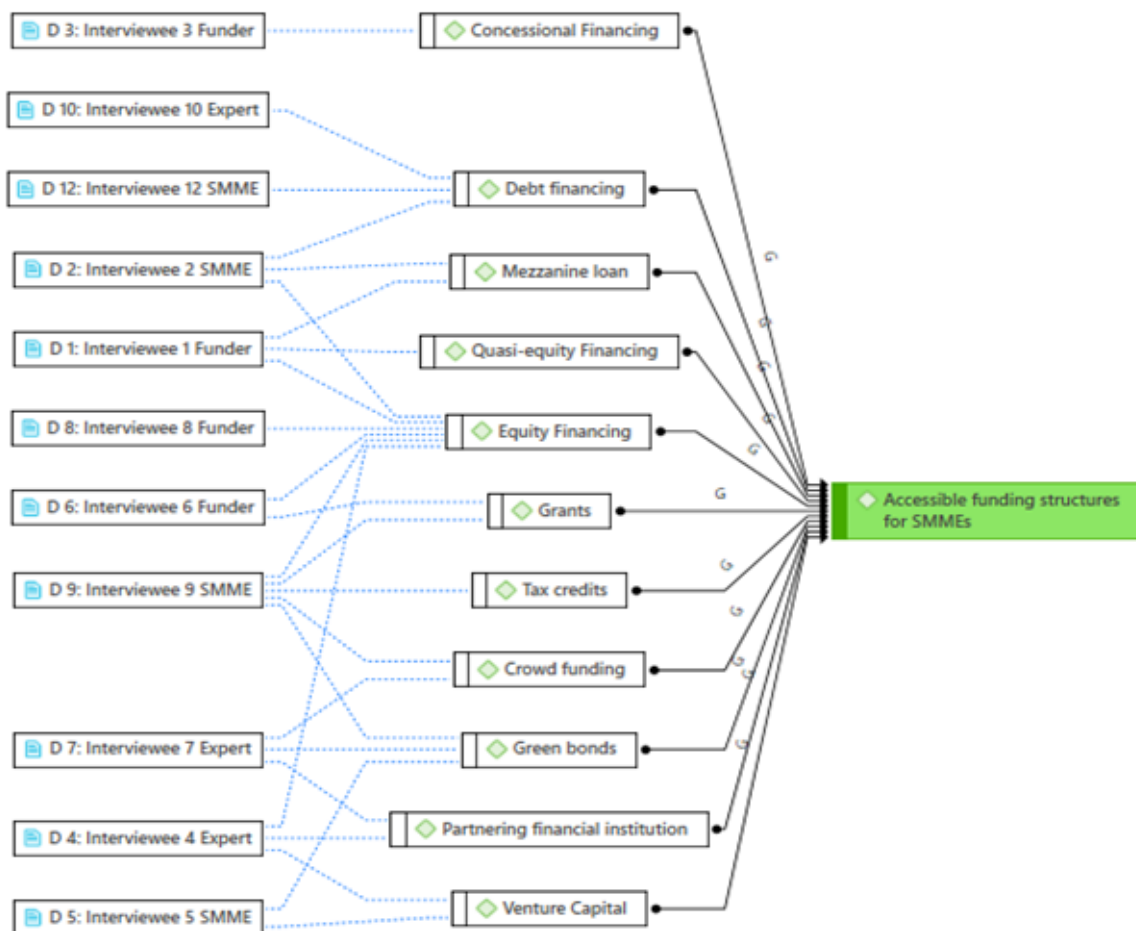 D 3: Interviewee 3 Funder
Concessional Financing
D 10: Interviewee 10 Expert
D 12: Interviewee 12 SMME
Debt financing
D 2: Interviewee 2 SMME
Mezzanine loan
G
G
D 1: Interviewee 1 Funder
Quasi-equity Financing
G
D 8: Interviewee 8 Funder
Equity Financing
G
G
D 6: Interviewee 6 Funder
Grants
G
Accessible funding structures
for SMMEs
D 9: Interviewee 9 SMME
Tax credits
G
Crowd funding
G
G
G
D 7: Interviewee 7 Expert
Green bonds
G
D 4: Interviewee 4 Expert
Partnering financial institution
D 5: Interviewee 5 SMME
Venture Capital